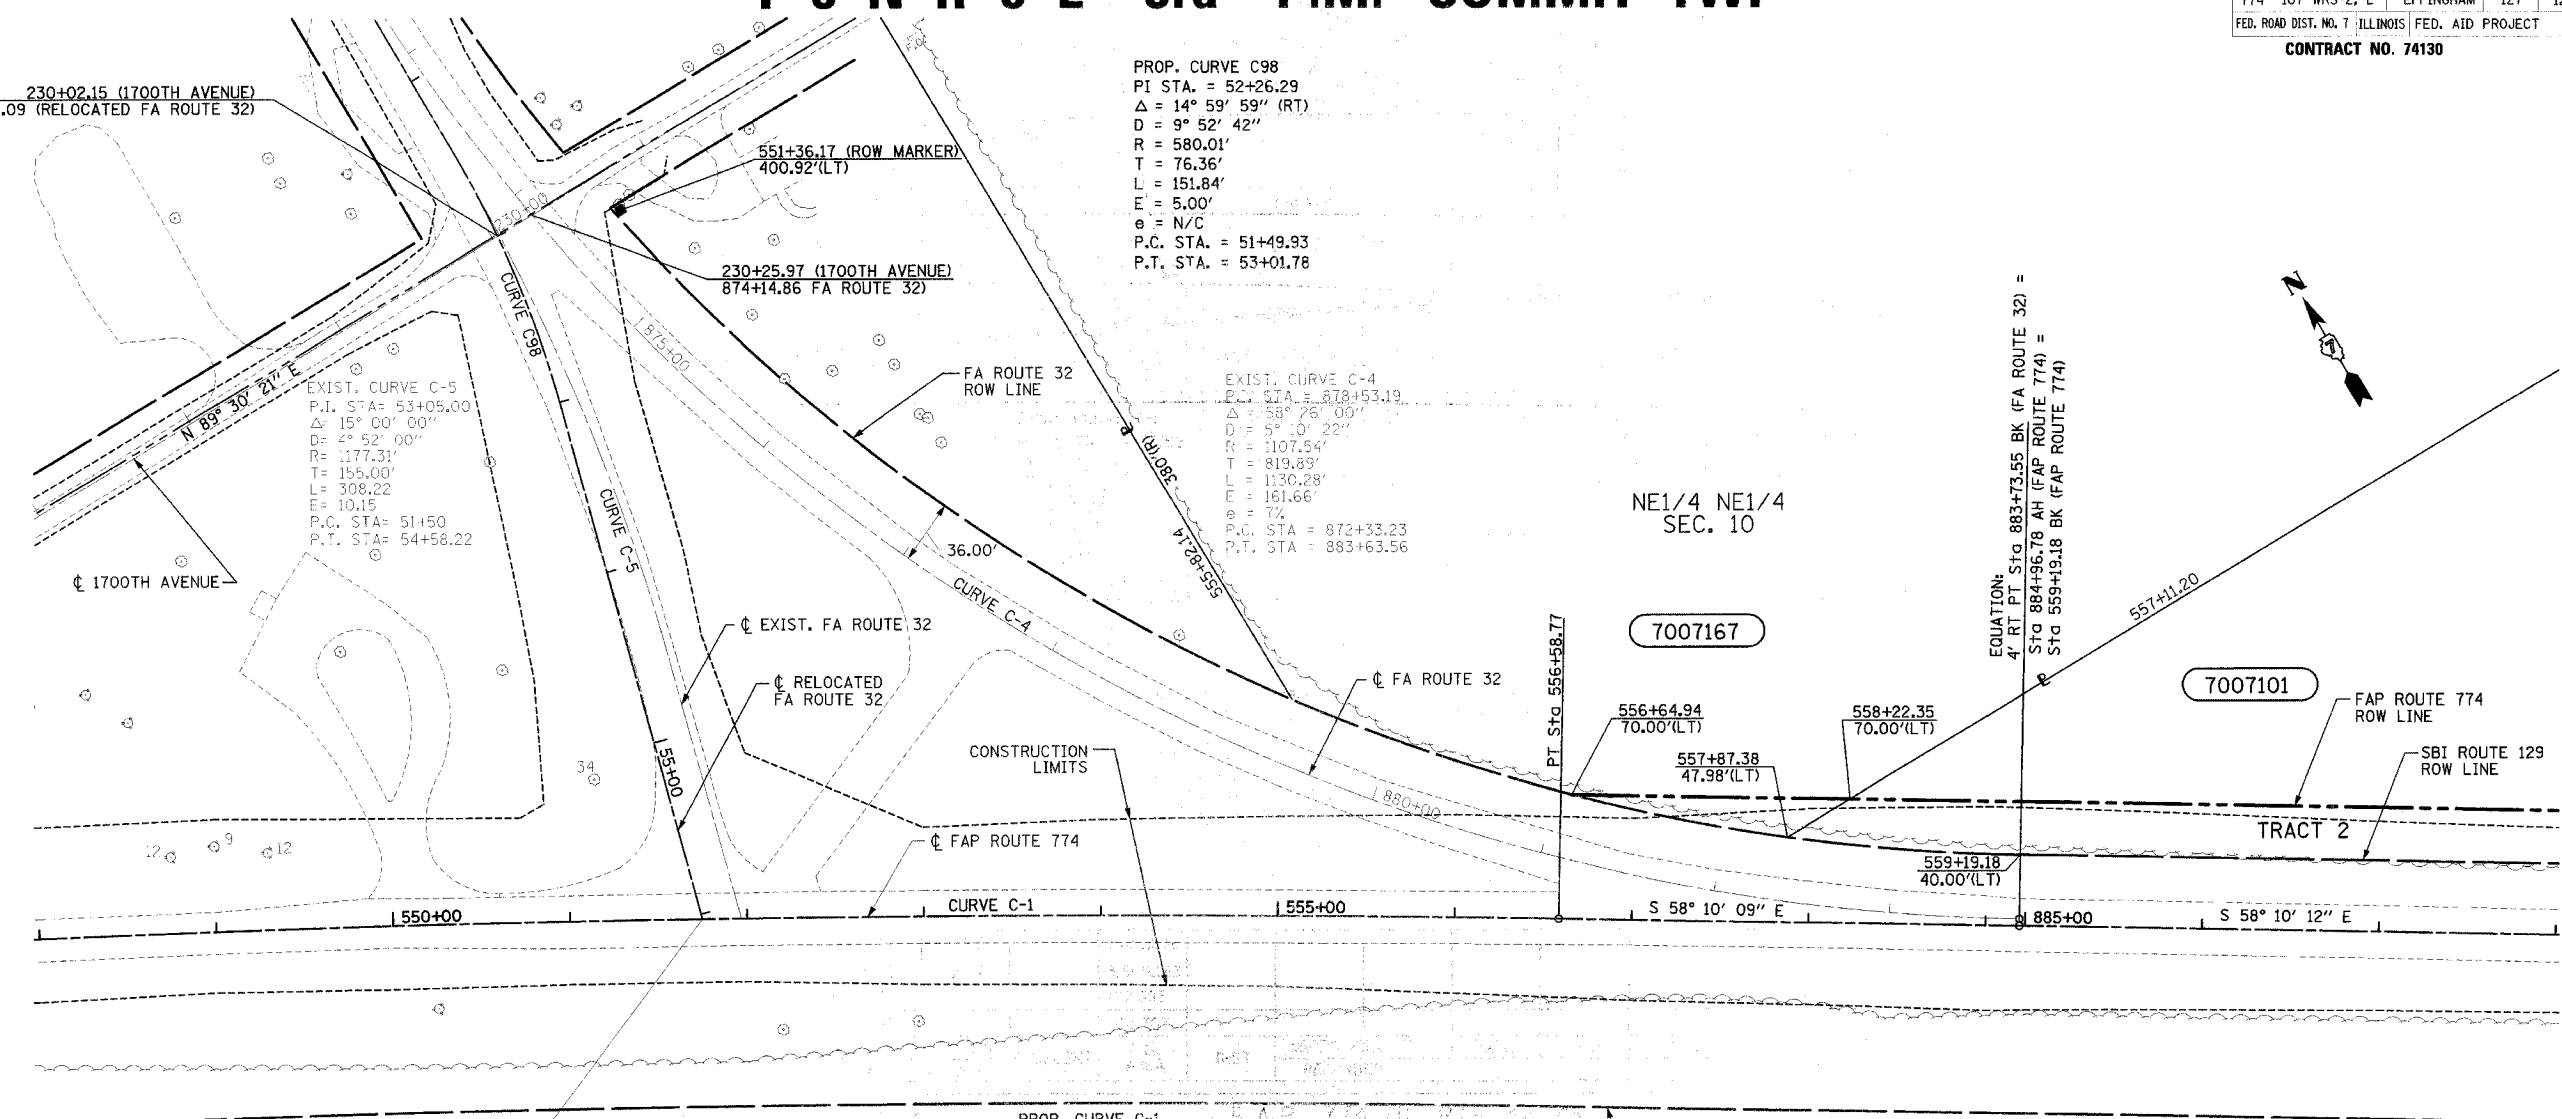 FED. ROAD DIST. NO. 7 ILLINOIS FED. AID PROJECT
CONTRACT NO. 74130
230+02.15 (1700TH AVENUE)
.09 (RELOCATED FA ROUTE 32)
PROP. CURVE C98
PI STA. = 52+26.29
Δ = 14° 59' 59" (RT)
D = 9° 52' 42"
R = 580.01'
T = 76.36'
L = 151.84'
E = 5.00'
e = N/C
P.C. STA. = 51+49.93
P.T. STA. = 53+01.78
551+36.17 (ROW MARKER)
400.92'(LT)
230+00
230+25.97 (1700TH AVENUE)
874+14.86 FA ROUTE 32)
CURVE C98
875+00
N 89° 30' 21" E
EXIST. CURVE C-5
P.I. STA= 53+05.00
Δ= 15° 00' 00"
D= 4° 52' 00"
R= 1177.31'
T= 155.00'
L= 308.22
E= 10.15
P.C. STA= 51+50
P.T. STA= 54+58.22
FA ROUTE 32
ROW LINE
EXIST. CURVE C-4
P.C. STA = 878+53.19
Δ = 58° 26' 00"
D = 5° 10' 22"
R = 1107.54'
T = 819.89'
L = 1130.28'
E = 161.66'
e = 7%
P.C. STA = 872+33.23
P.T. STA = 883+63.56
380'(R)
555+82.14
N
7
NE1/4 NE1/4
SEC. 10
EQUATION:
4' RT PT Sta 883+73.55 BK (FA ROUTE 32) =
Sta 884+96.78 AH (FAP ROUTE 774) =
Sta 559+19.18 BK (FAP ROUTE 774)
℄ 1700TH AVENUE
CURVE C-5
36.00'
CURVE C-4
℄ EXIST. FA ROUTE 32
℄ RELOCATED
FA ROUTE 32
℄ FA ROUTE 32
PT Sta 556+58.77
7007167
557+11.20
7007101
FAP ROUTE 774
ROW LINE
SBI ROUTE 129
ROW LINE
556+64.94
70.00'(LT)
558+22.35
70.00'(LT)
557+87.38
47.98'(LT)
CONSTRUCTION
LIMITS
55+00
34
880+00
TRACT 2
12 9 12
℄ FAP ROUTE 774
559+19.18
40.00'(LT)
550+00
CURVE C-1
555+00
S 58° 10' 09" E
885+00
S 58° 10' 12" E
PROP. CURVE C-1